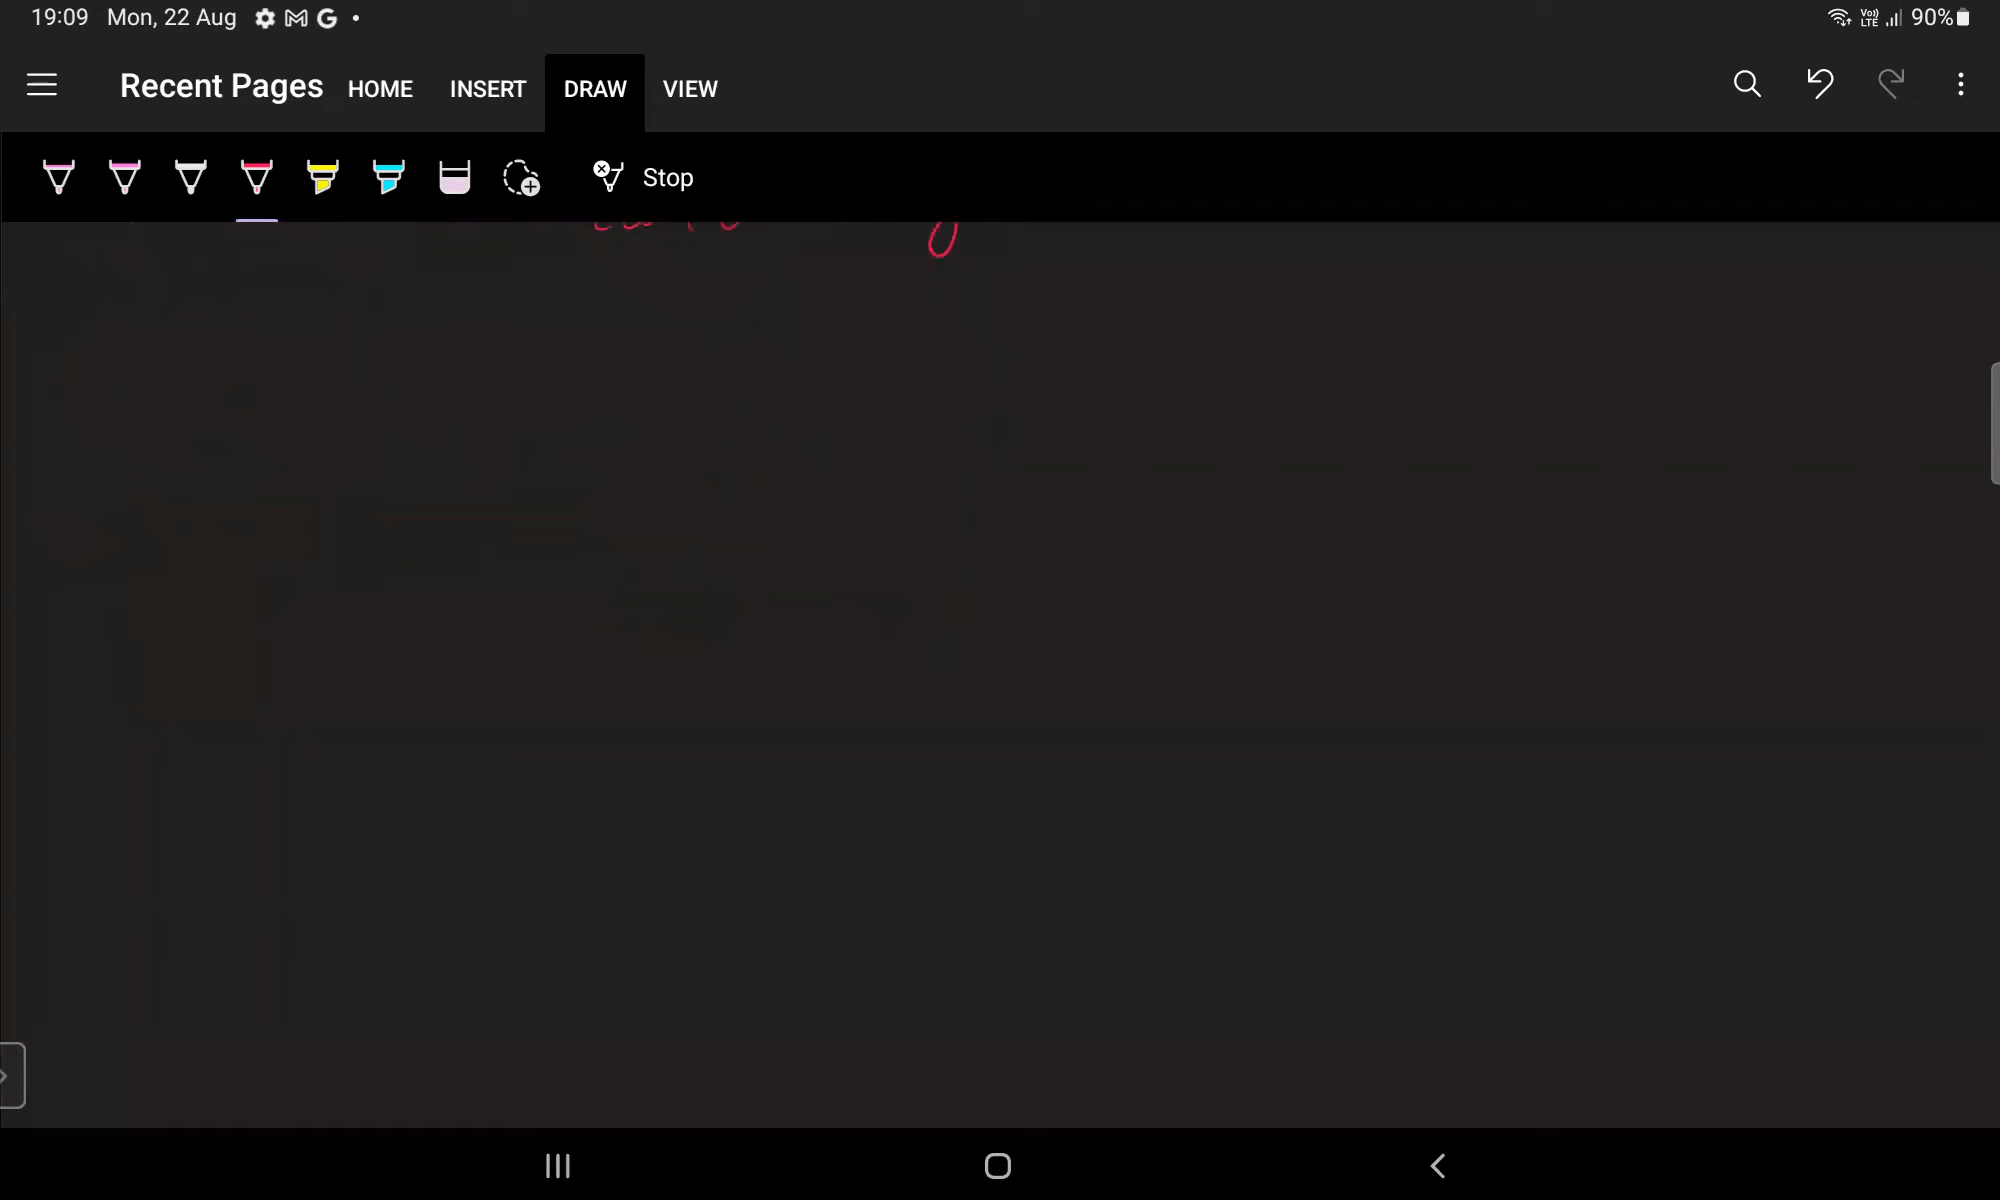 19:09 Mon, 22 Aug 90%
Recent Pages HOME INSERT DRAW VIEW
Stop